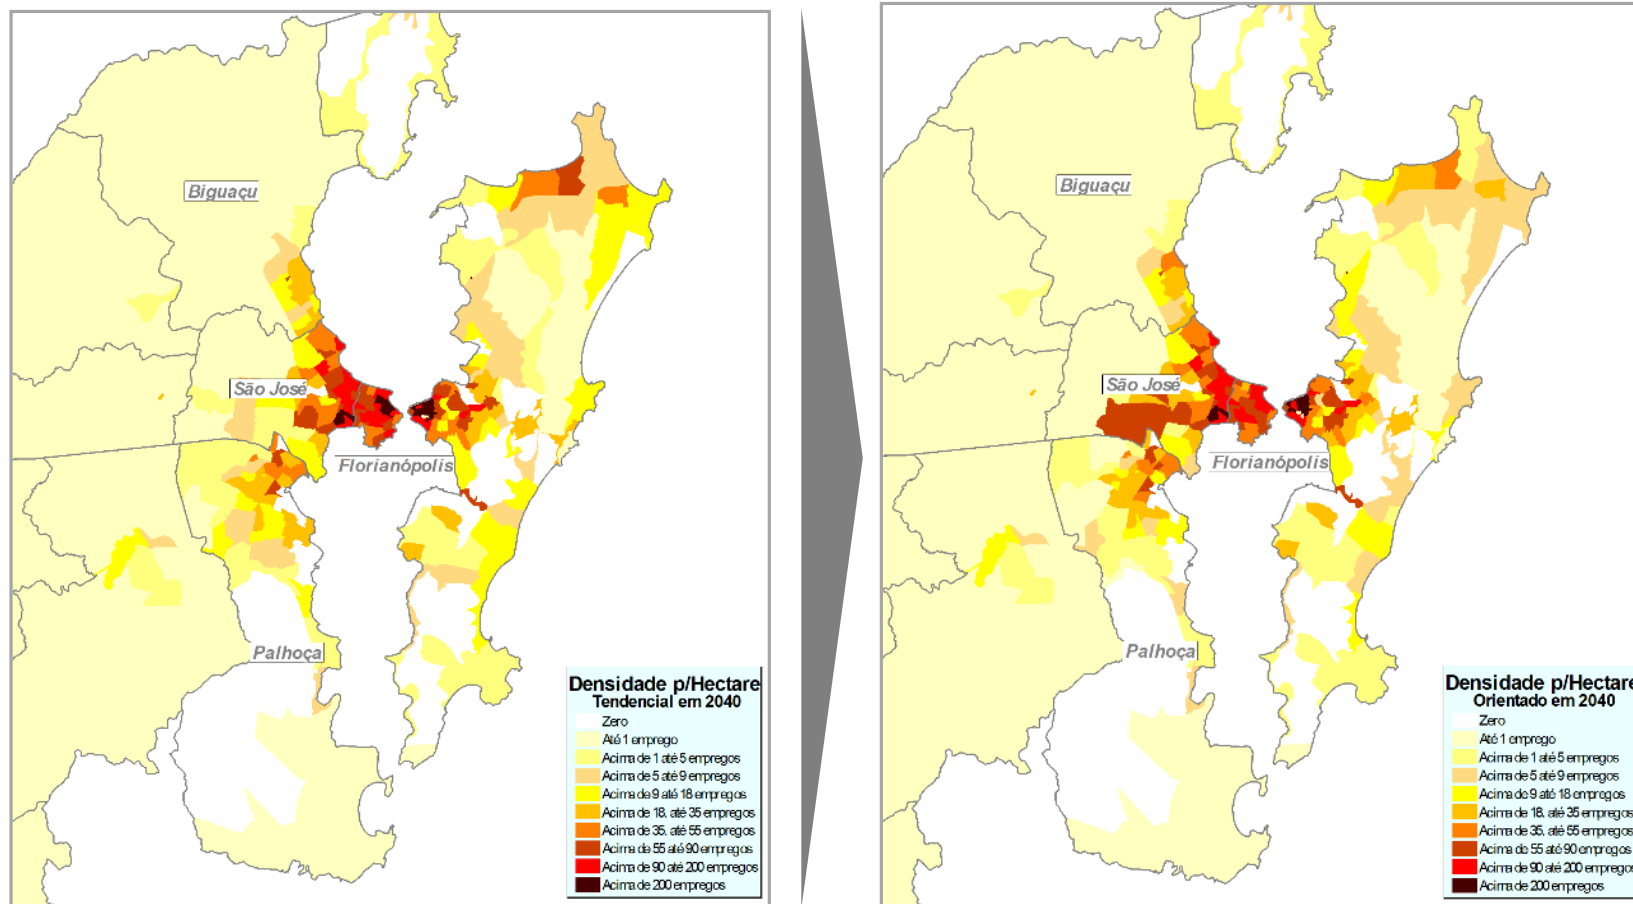 Biguaçu
São José
Florianópolis
Palhoça
Densidade p/Hectare
Tendencial em 2040
Zero
Até 1 emprego
Acima de 1 até 5 empregos
Acima de 5 até 9 empregos
Acima de 9 até 18 empregos
Acima de 18. até 35 empregos
Acima de 35. até 55 empregos
Acima de 55 até 90 empregos
Acima de 90 até 200 empregos
Acima de 200 empregos
Biguaçu
São José
Florianópolis
Palhoça
Densidade p/Hectare
Orientado em 2040
Zero
Até 1 emprego
Acima de 1 até 5 empregos
Acima de 5 até 9 empregos
Acima de 9 até 18 empregos
Acima de 18. até 35 empregos
Acima de 35. até 55 empregos
Acima de 55 até 90 empregos
Acima de 90 até 200 empregos
Acima de 200 empregos